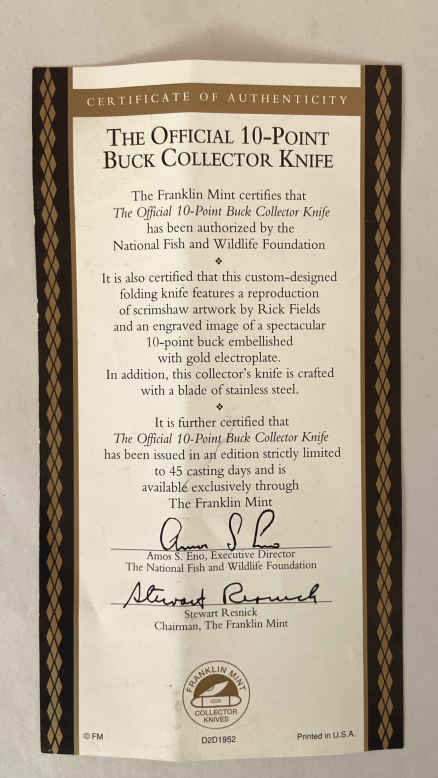 CERTIFICATE OF AUTHENTICITY
THE OFFICIAL 10-POINT
BUCK COLLECTOR KNIFE
The Franklin Mint certifies that
The Official 10-Point Buck Collector Knife
has been authorized by the
National Fish and Wildlife Foundation
It is also certified that this custom-designed
folding knife features a reproduction
of scrimshaw artwork by Rick Fields
and an engraved image of a spectacular
10-point buck embellished
with gold electroplate.
In addition, this collector's knife is crafted
with a blade of stainless steel.
It is further certified that
The Official 10-Point Buck Collector Knife
has been issued in an edition strictly limited
to 45 casting days and is
available exclusively through
The Franklin Mint
Amos S Eno
Amos S. Eno, Executive Director
The National Fish and Wildlife Foundation
Stewart Resnick
Stewart Resnick
Chairman, The Franklin Mint
FRANKLIN MINT
COLLECTOR
KNIVES
© FM
D2D1952
Printed in U.S.A.